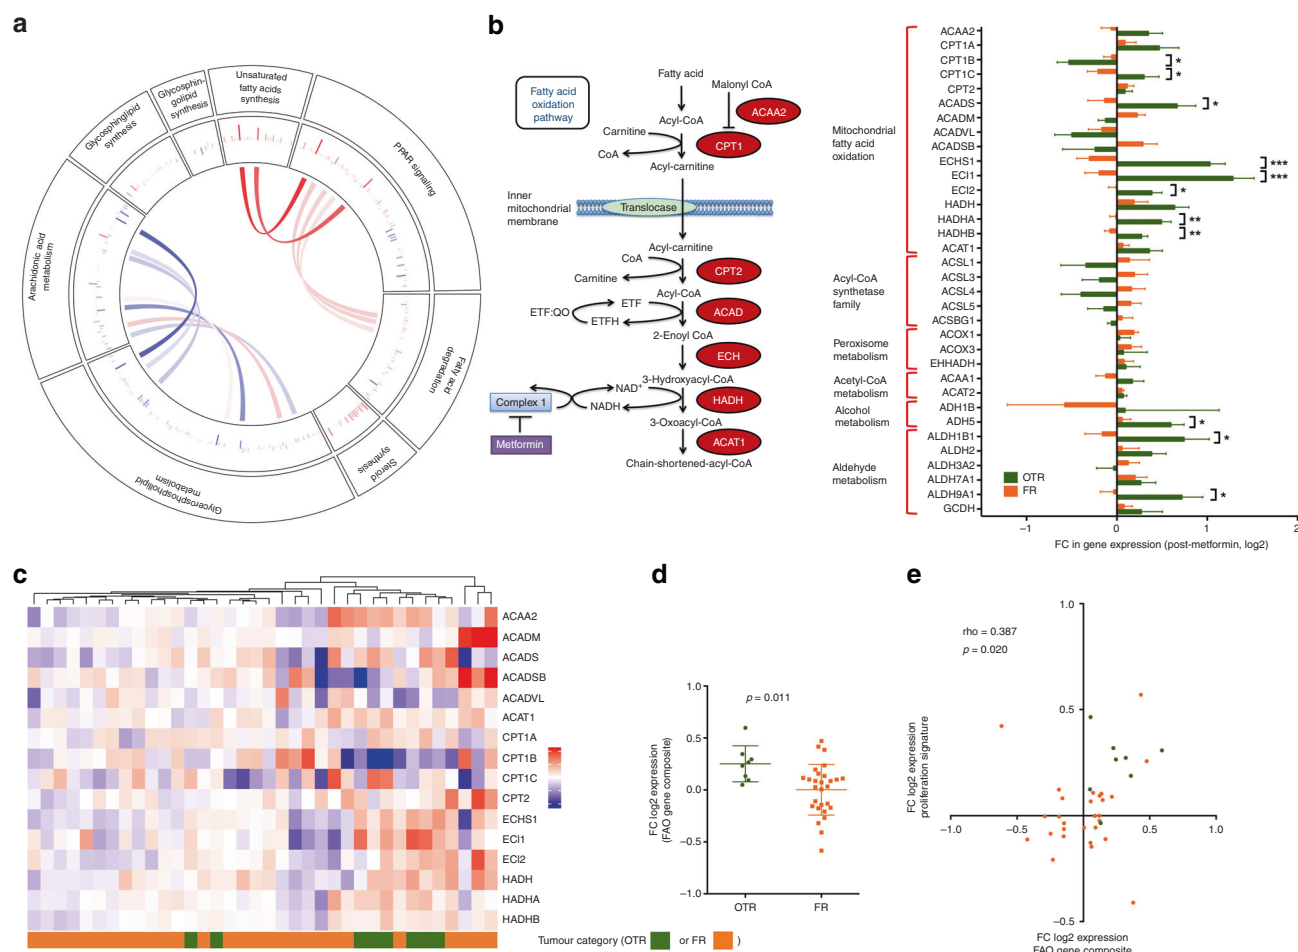 a
Unsaturated
fatty acids
synthesis
Glycosphin-
golipid
synthesis
Glycosphinglipid
synthesis
PPAR signaling
Arachidonic acid
metabolism
Fatty acid
degradation
Steroid
synthesis
Glycerophosphollipid
metabolism
b
Fatty acid
oxidation
pathway
Fatty acid
Malonyl CoA
ACAA2
Acyl-CoA
Carnitine
CPT1
CoA
Acyl-carnitine
Inner
mitochondrial
membrane
Translocase
Acyl-carnitine
CoA
CPT2
Carnitine
Acyl-CoA
ETF:QO
ETF
ACAD
ETFH
2-Enoyl CoA
ECH
3-Hydroxyacyl-CoA
NAD+
Complex 1
HADH
NADH
3-Oxoacyl-CoA
Metformin
ACAT1
Chain-shortened-acyl-CoA
Mitochondrial
fatty acid
oxidation
Acyl-CoA
synthetase
family
Peroxisome
metabolism
Acetyl-CoA
metabolism
Alcohol
metabolism
Aldehyde
metabolism
ACAA2
CPT1A
CPT1B *
CPT1C *
CPT2
ACADS *
ACADM
ACADVL
ACADSB
ECHS1 ***
ECI1 ***
ECI2 *
HADH
HADHA **
HADHB **
ACAT1
ACSL1
ACSL3
ACSL4
ACSL5
ACSBG1
ACOX1
ACOX3
EHHADH
ACAA1
ACAT2
ADH1B
ADH5 *
ALDH1B1 *
ALDH2
ALDH3A2
ALDH7A1
ALDH9A1 *
GCDH
OTR
FR
−1 0 1 2
FC in gene expression (post-metformin, log2)
c
ACAA2
ACADM
ACADS
ACADSB
ACADVL
ACAT1
CPT1A
CPT1B
CPT1C
CPT2
ECHS1
ECI1
ECI2
HADH
HADHA
HADHB
Tumour category (OTR or FR )
d
p = 0.011
1.0
0.5
0.0
−0.5
−1.0
FC log2 expression
(FAO gene composite)
OTR FR
e
rho = 0.387
p = 0.020
1.0
0.5
−1.0 −0.5 0 0.5 1.0
−0.5
FC log2 expression
proliferation signature
FC log2 expression
FAO gene composite